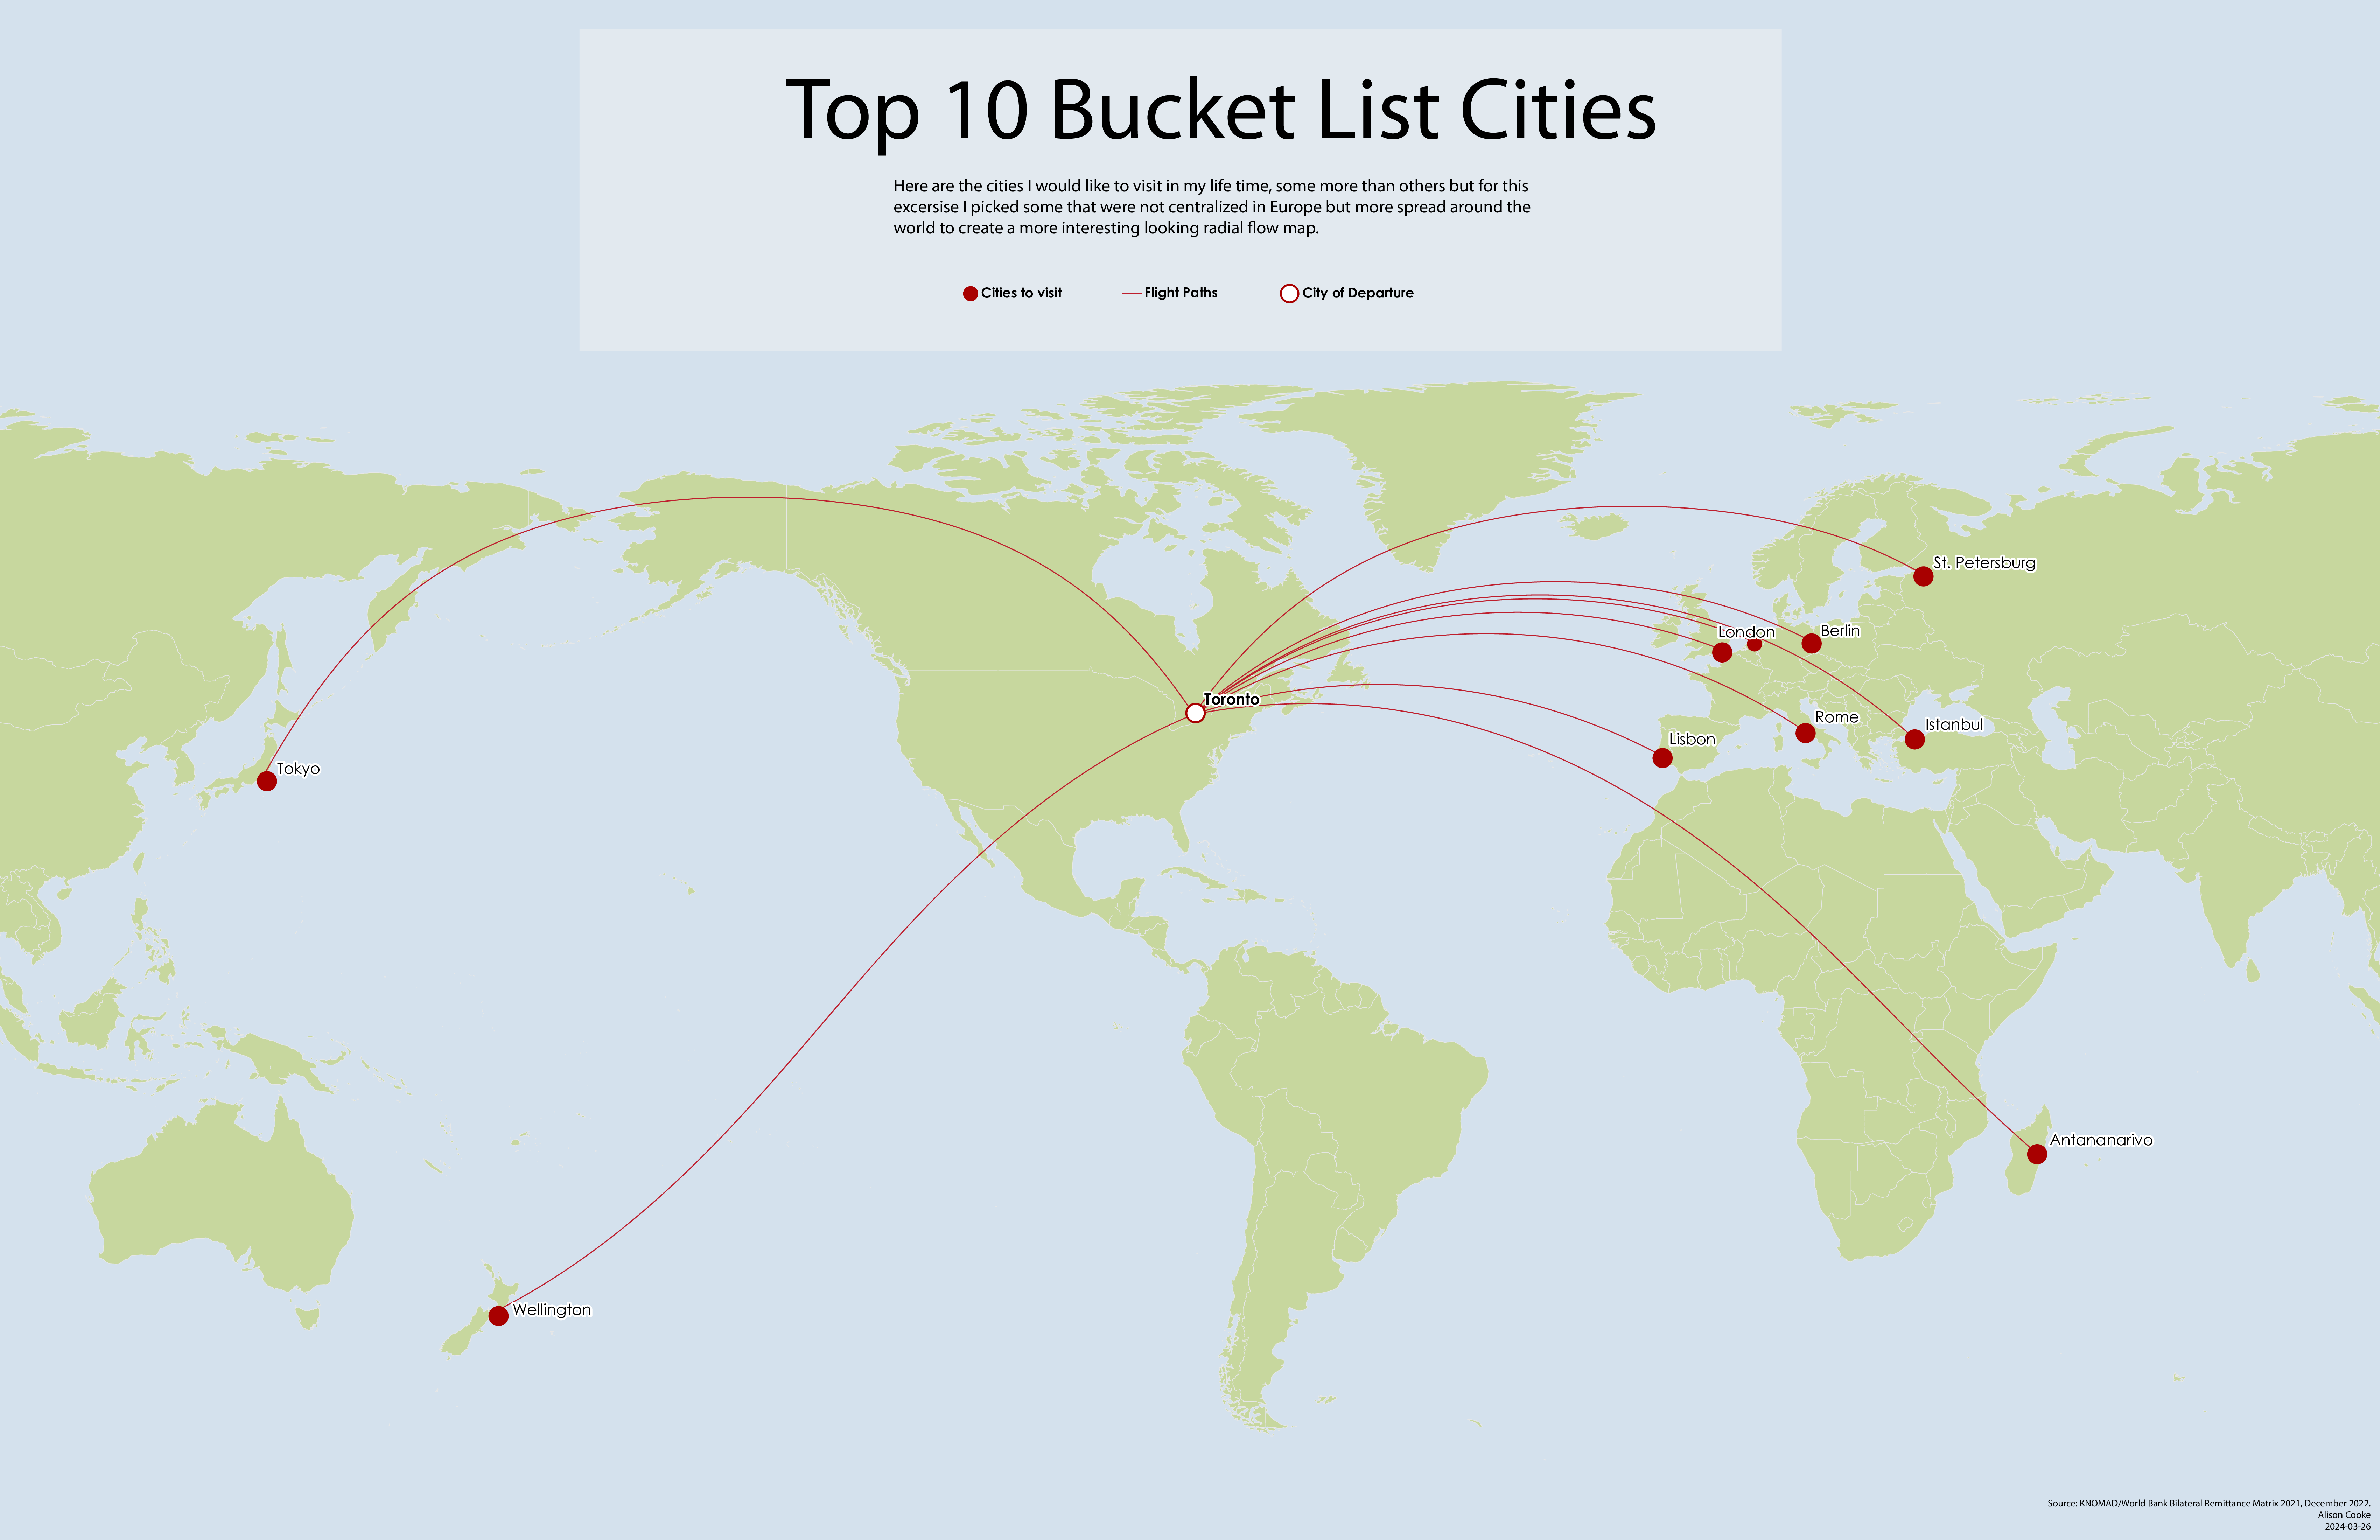 Top 10 Bucket List Cities
Here are the cities I would like to visit in my life time, some more than others but for this
excersise I picked some that were not centralized in Europe but more spread around the
world to create a more interesting looking radial flow map.
Cities to visit
Flight Paths
City of Departure
St. Petersburg
London
Berlin
Toronto
Rome
Istanbul
Lisbon
Tokyo
Antananarivo
Wellington
Source: KNOMAD/World Bank Bilateral Remittance Matrix 2021, December 2022.
Alison Cooke
2024-03-26